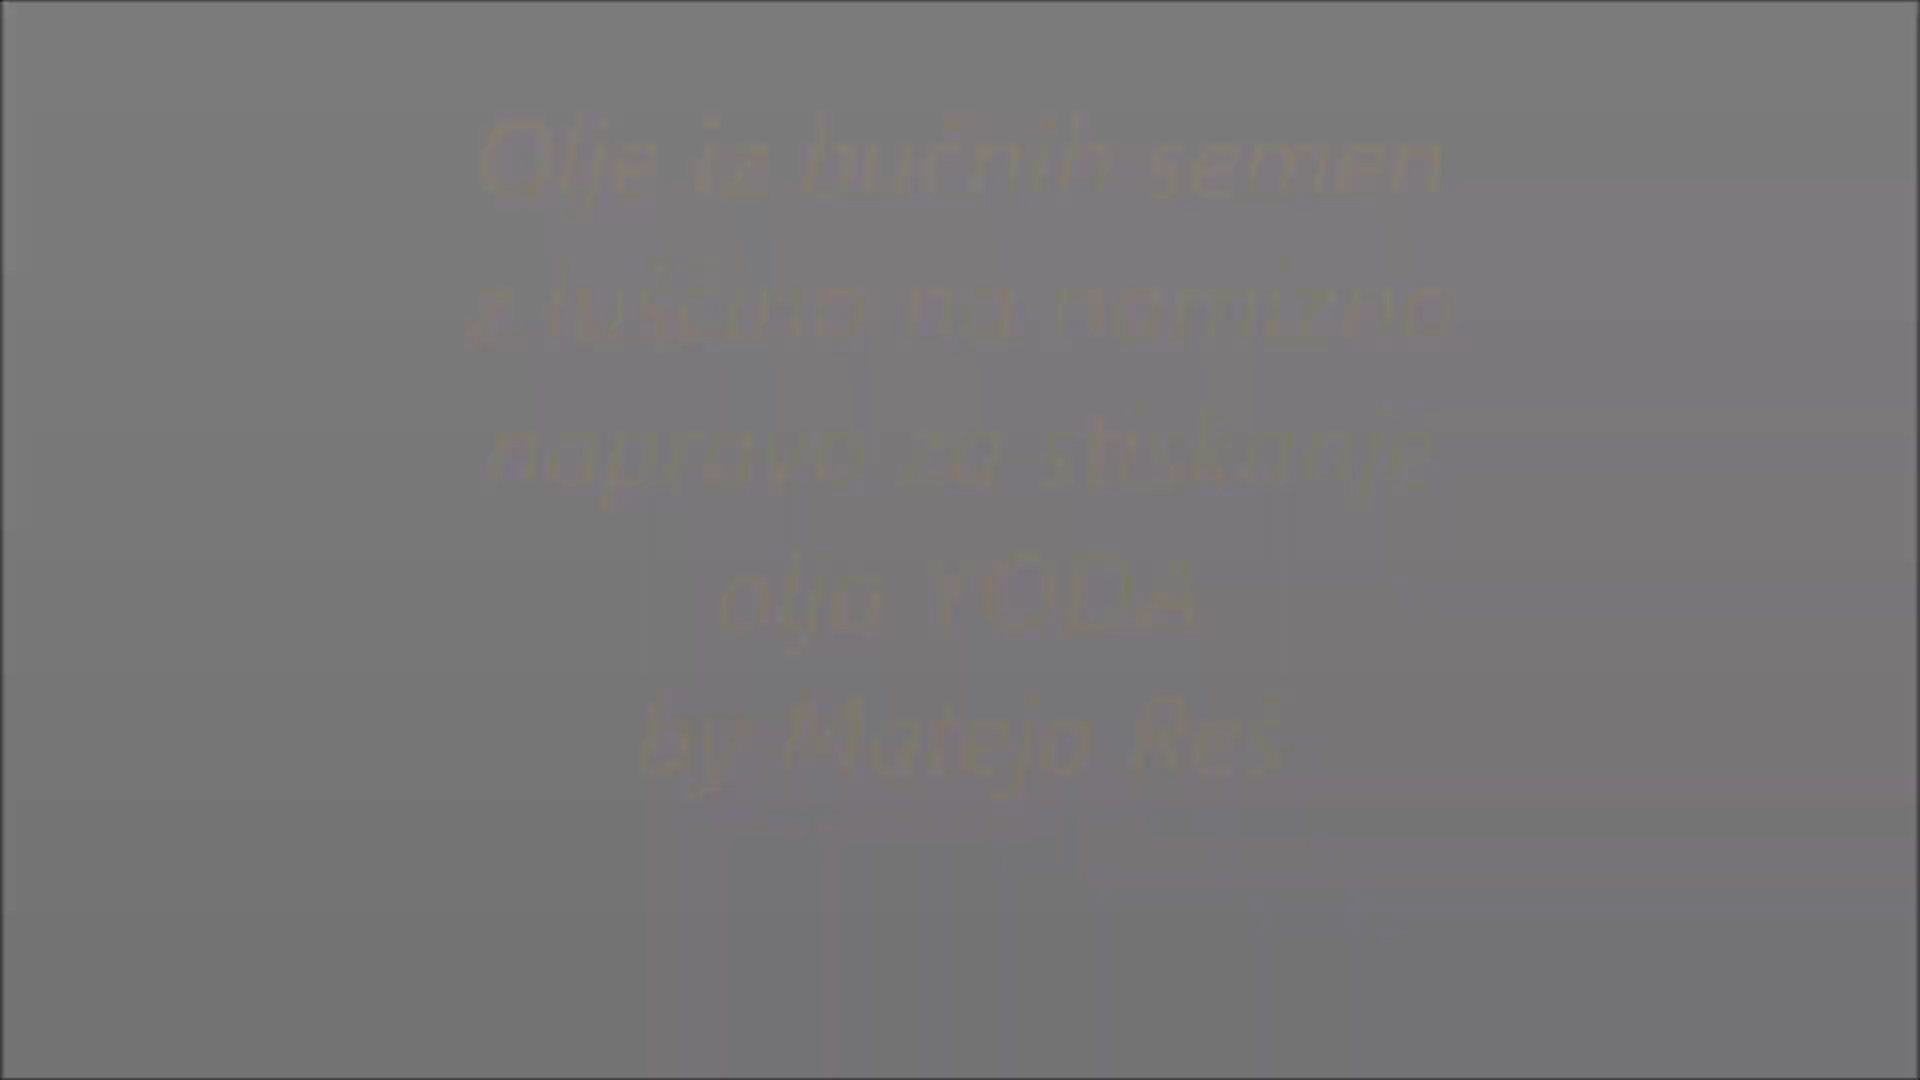 Olje iz bučnih semen
z luščino na namizno
napravo za stiskanje
olja YODA
by Mateja Reš